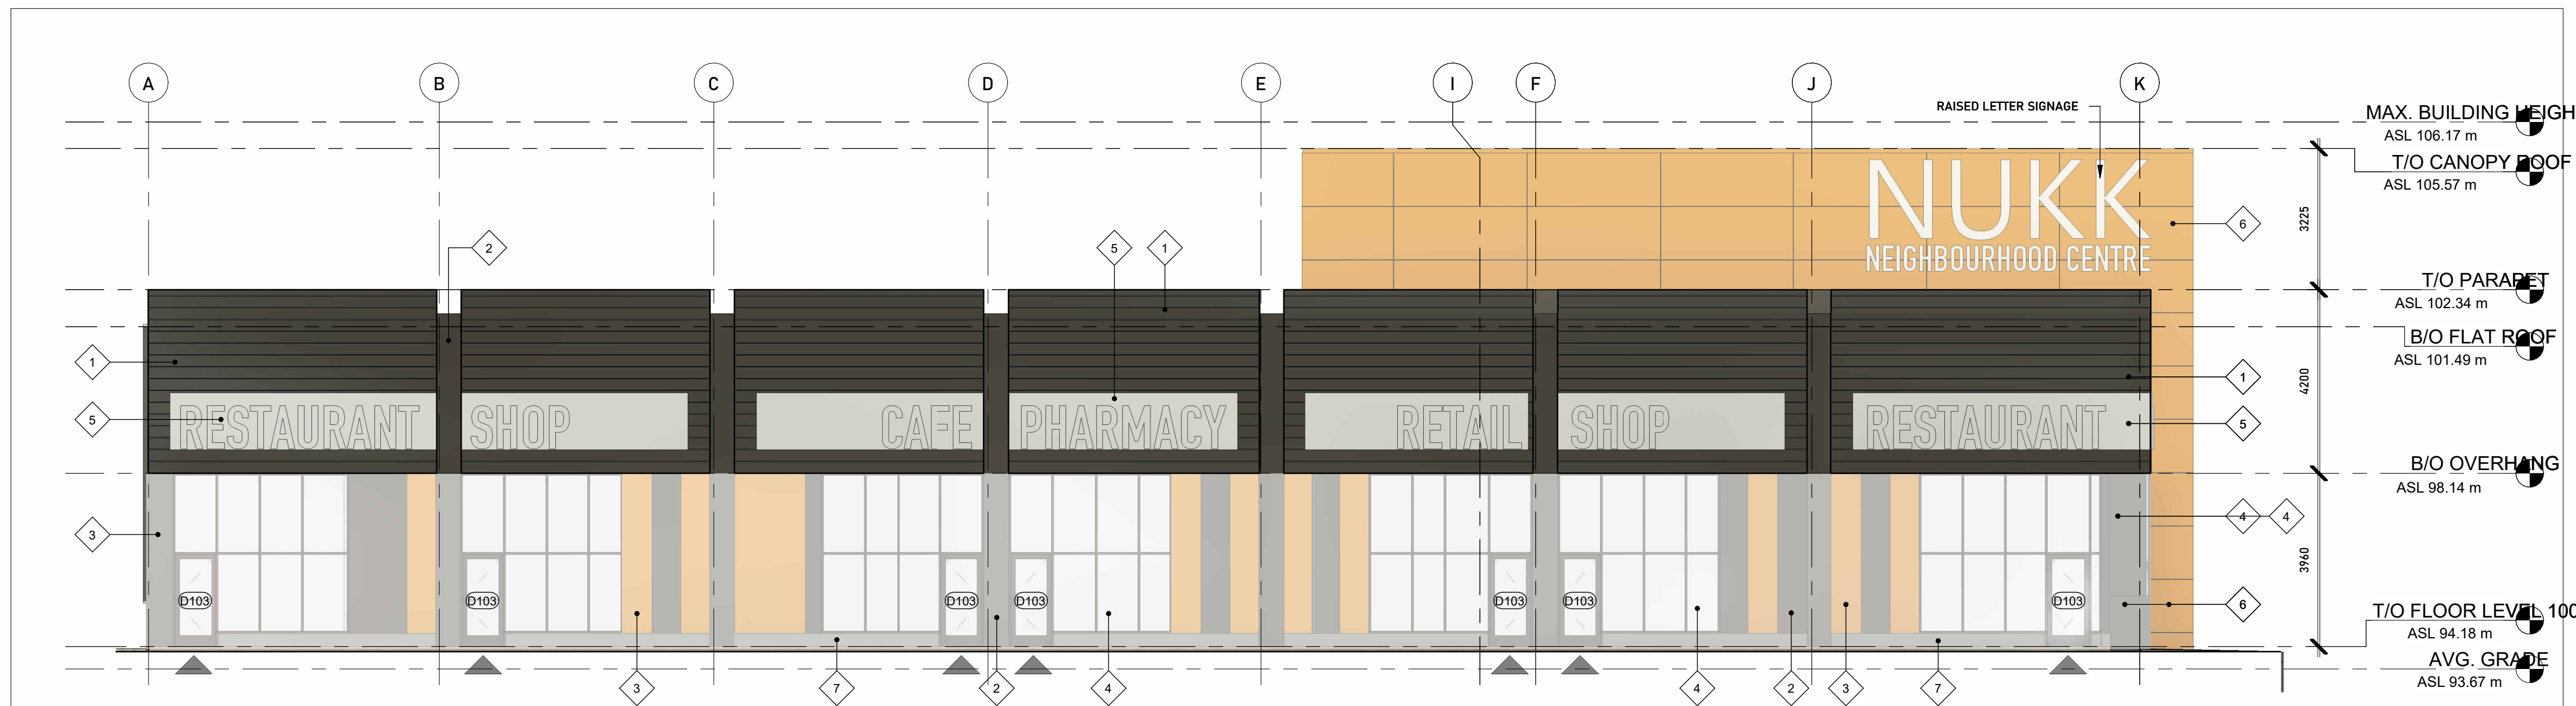 A B C D E I F J K
RAISED LETTER SIGNAGE
MAX. BUILDING HEIGH
ASL 106.17 m
T/O CANOPY ROOF
ASL 105.57 m
NUKK
NEIGHBOURHOOD CENTRE
3225
6
2
5 1
T/O PARAPET
ASL 102.34 m
B/O FLAT ROOF
ASL 101.49 m
1
1
4200
5
RESTAURANT SHOP CAFE PHARMACY RETAIL SHOP RESTAURANT
5
B/O OVERHANG
ASL 98.14 m
3
4 4
3960
D103 D103 D103 D103 D103 D103 D103
6
T/O FLOOR LEVEL 100
ASL 94.18 m
AVG. GRADE
ASL 93.67 m
3 7 2 4 4 2 3 7